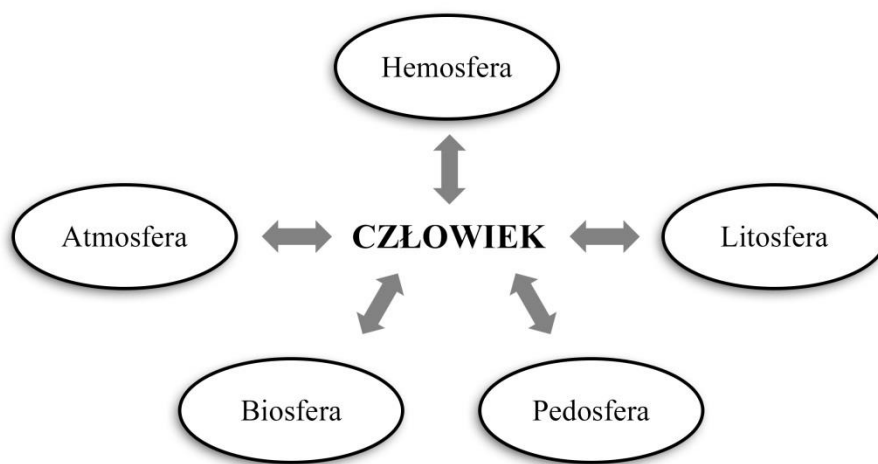 Hemosfera
Atmosfera
CZŁOWIEK
Litosfera
Biosfera
Pedosfera